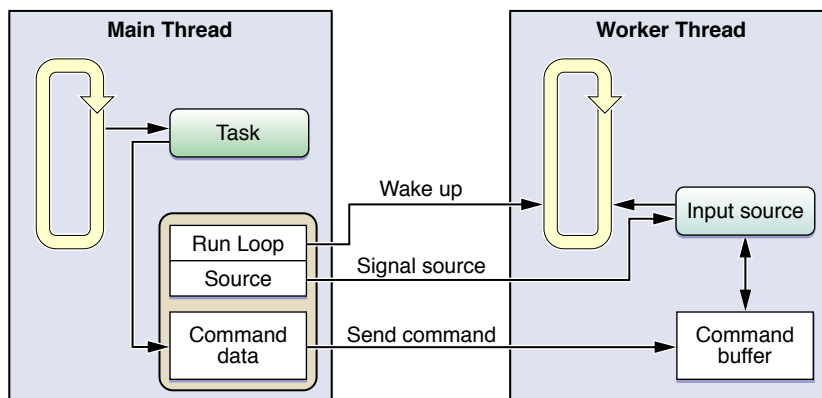 Main Thread
Worker Thread
Task
Wake up
Input source
Run Loop
Source
Signal source
Command
data
Send command
Command
buffer